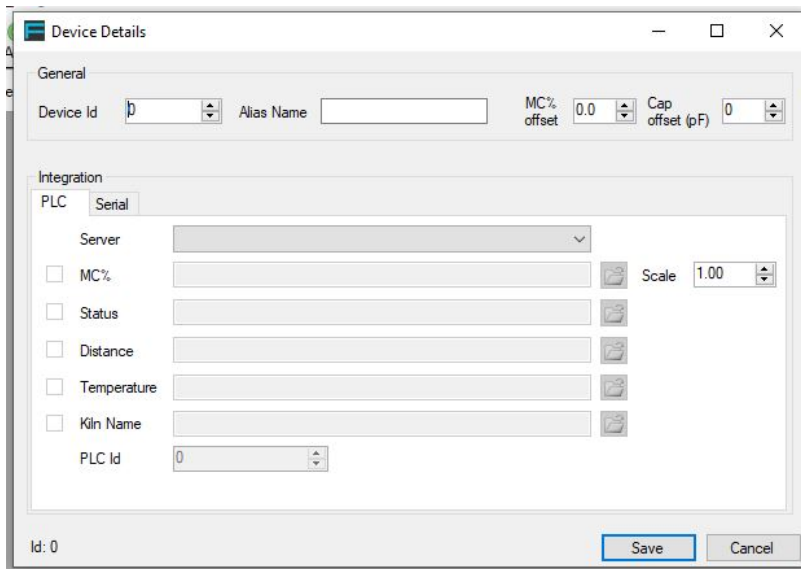 Device Details
General
Device Id 0 Alias Name MC% offset 0.0 Cap offset (pF) 0
Integration
PLC Serial
Server
MC% Scale 1.00
Status
Distance
Temperature
Kiln Name
PLC Id 0
Id: 0 Save Cancel